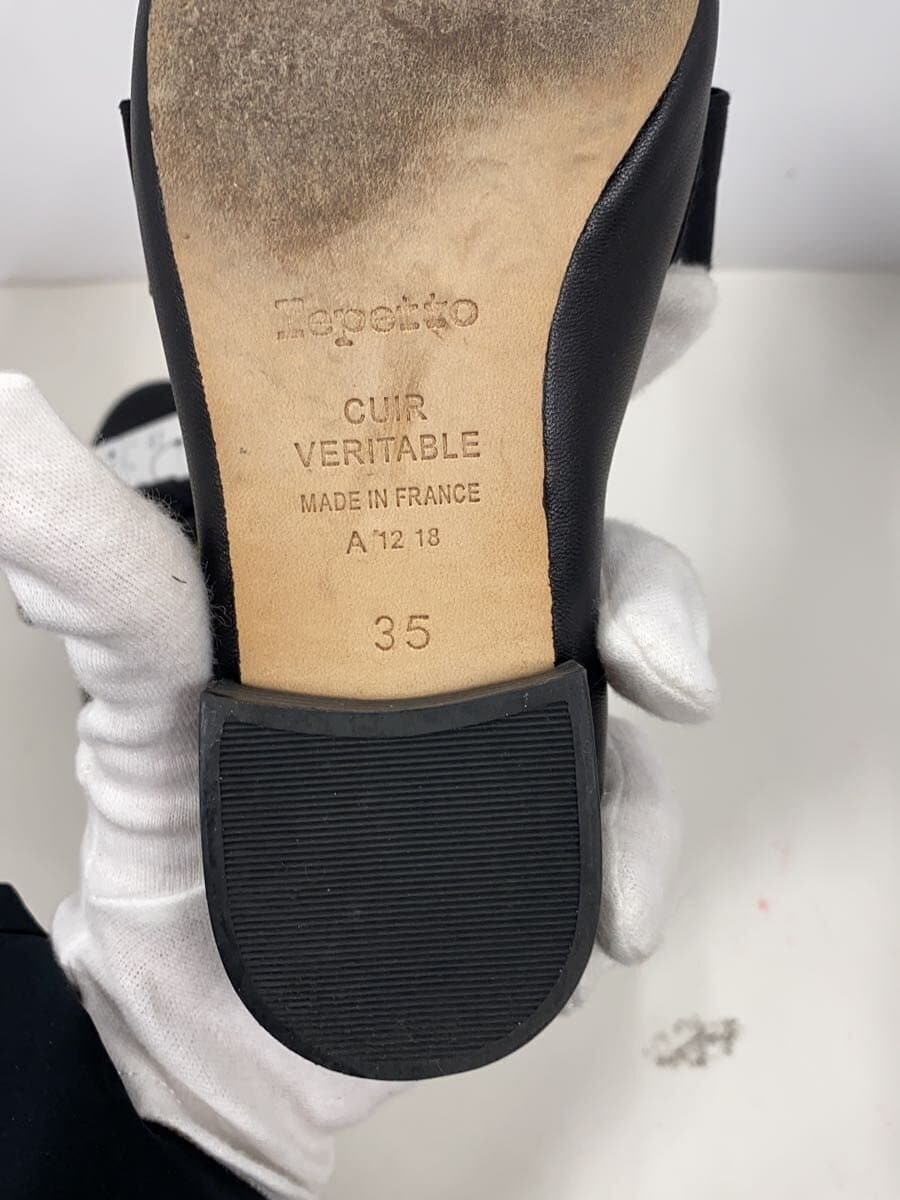 Repetto
CUIR
VERITABLE
MADE IN FRANCE
A 12 18
35